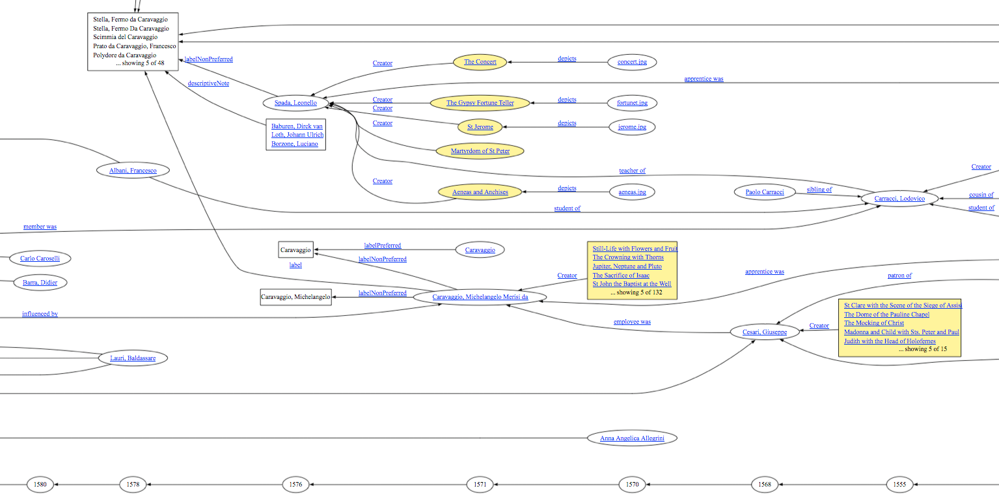 Stella, Fermo da Caravaggio
Stella, Fermo Da Caravaggio
Scimmia del Caravaggio
Prato da Caravaggio, Francesco
Polydore da Caravaggio
... showing 5 of 48
labelNonPreferred
descriptiveNote
Creator
The Concert
depicts
concert.jpg
apprentice was
Spada, Leonello
Creator
The Gypsy Fortune Teller
depicts
fortunet.jpg
Creator
St Jerome
depicts
jerome.jpg
Baburen, Dirck van
Loth, Johann Ulrich
Borzone, Luciano
Creator
Martyrdom of St Peter
Albani, Francesco
teacher of
Creator
Creator
Aeneas and Anchises
depicts
aeneas.jpg
Paolo Carracci
sibling of
Carracci, Lodovico
cousin of
student of
student of
member was
Caravaggio
labelPreferred
Caravaggio
labelNonPreferred
label
Carlo Caroselli
Barra, Didier
Still-Life with Flowers and Fruit
The Crowning with Thorns
Jupiter, Neptune and Pluto
The Sacrifice of Isaac
St John the Baptist at the Well
... showing 5 of 132
Creator
apprentice was
patron of
Caravaggio, Michelangelo
labelNonPreferred
Caravaggio, Michelangelo Merisi da
influenced by
employee was
Cesari, Giuseppe
Creator
St Clare with the Scene of the Siege of Assisi
The Dome of the Pauline Chapel
The Mocking of Christ
Madonna and Child with Sts. Peter and Paul
Judith with the Head of Holofernes
... showing 5 of 15
Lauri, Baldassare
Anna Angelica Allegrini
1580
1578
1576
1571
1570
1568
1555